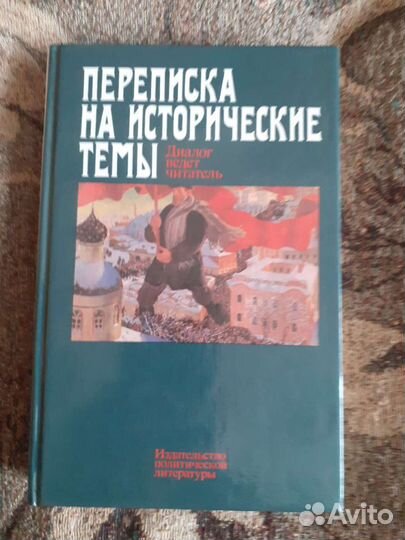 ПЕРЕПИСКА
НА ИСТОРИЧЕСКИЕ
ТЕМЫ
Диалог
ведет
читатель
Издательство
политической
литературы
Avito